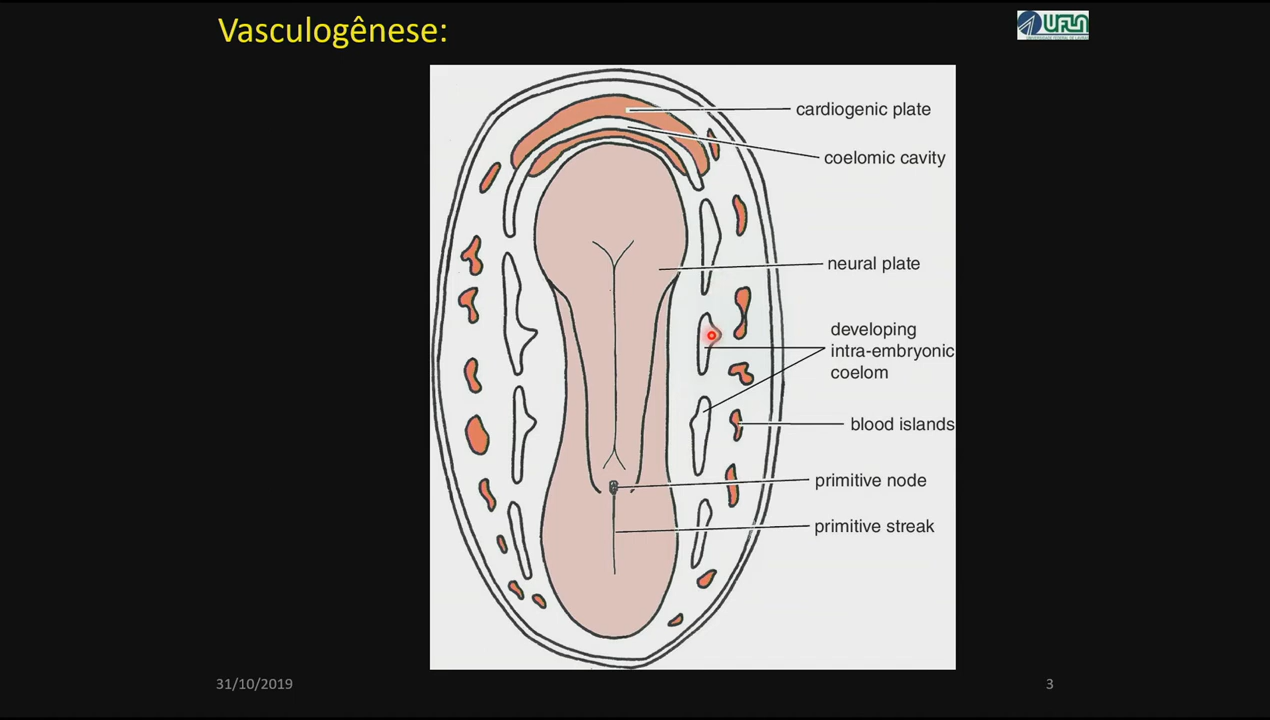 Vasculogênese:
UFLA
cardiogenic plate
coelomic cavity
neural plate
developing
intra-embryonic
coelom
blood islands
primitive node
primitive streak
31/10/2019
3